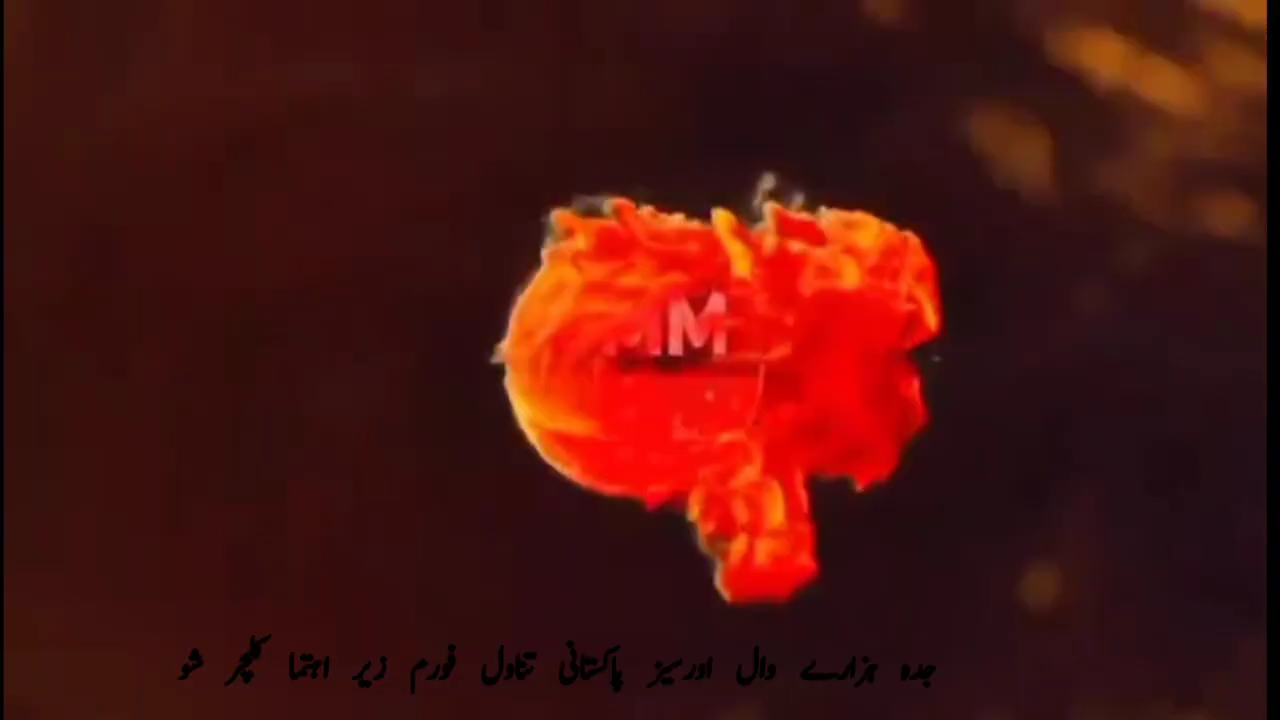 MM
جدہ ہزارے وال اورسیز پاکستانی تناول فورم زیر اہتما کلچر شو